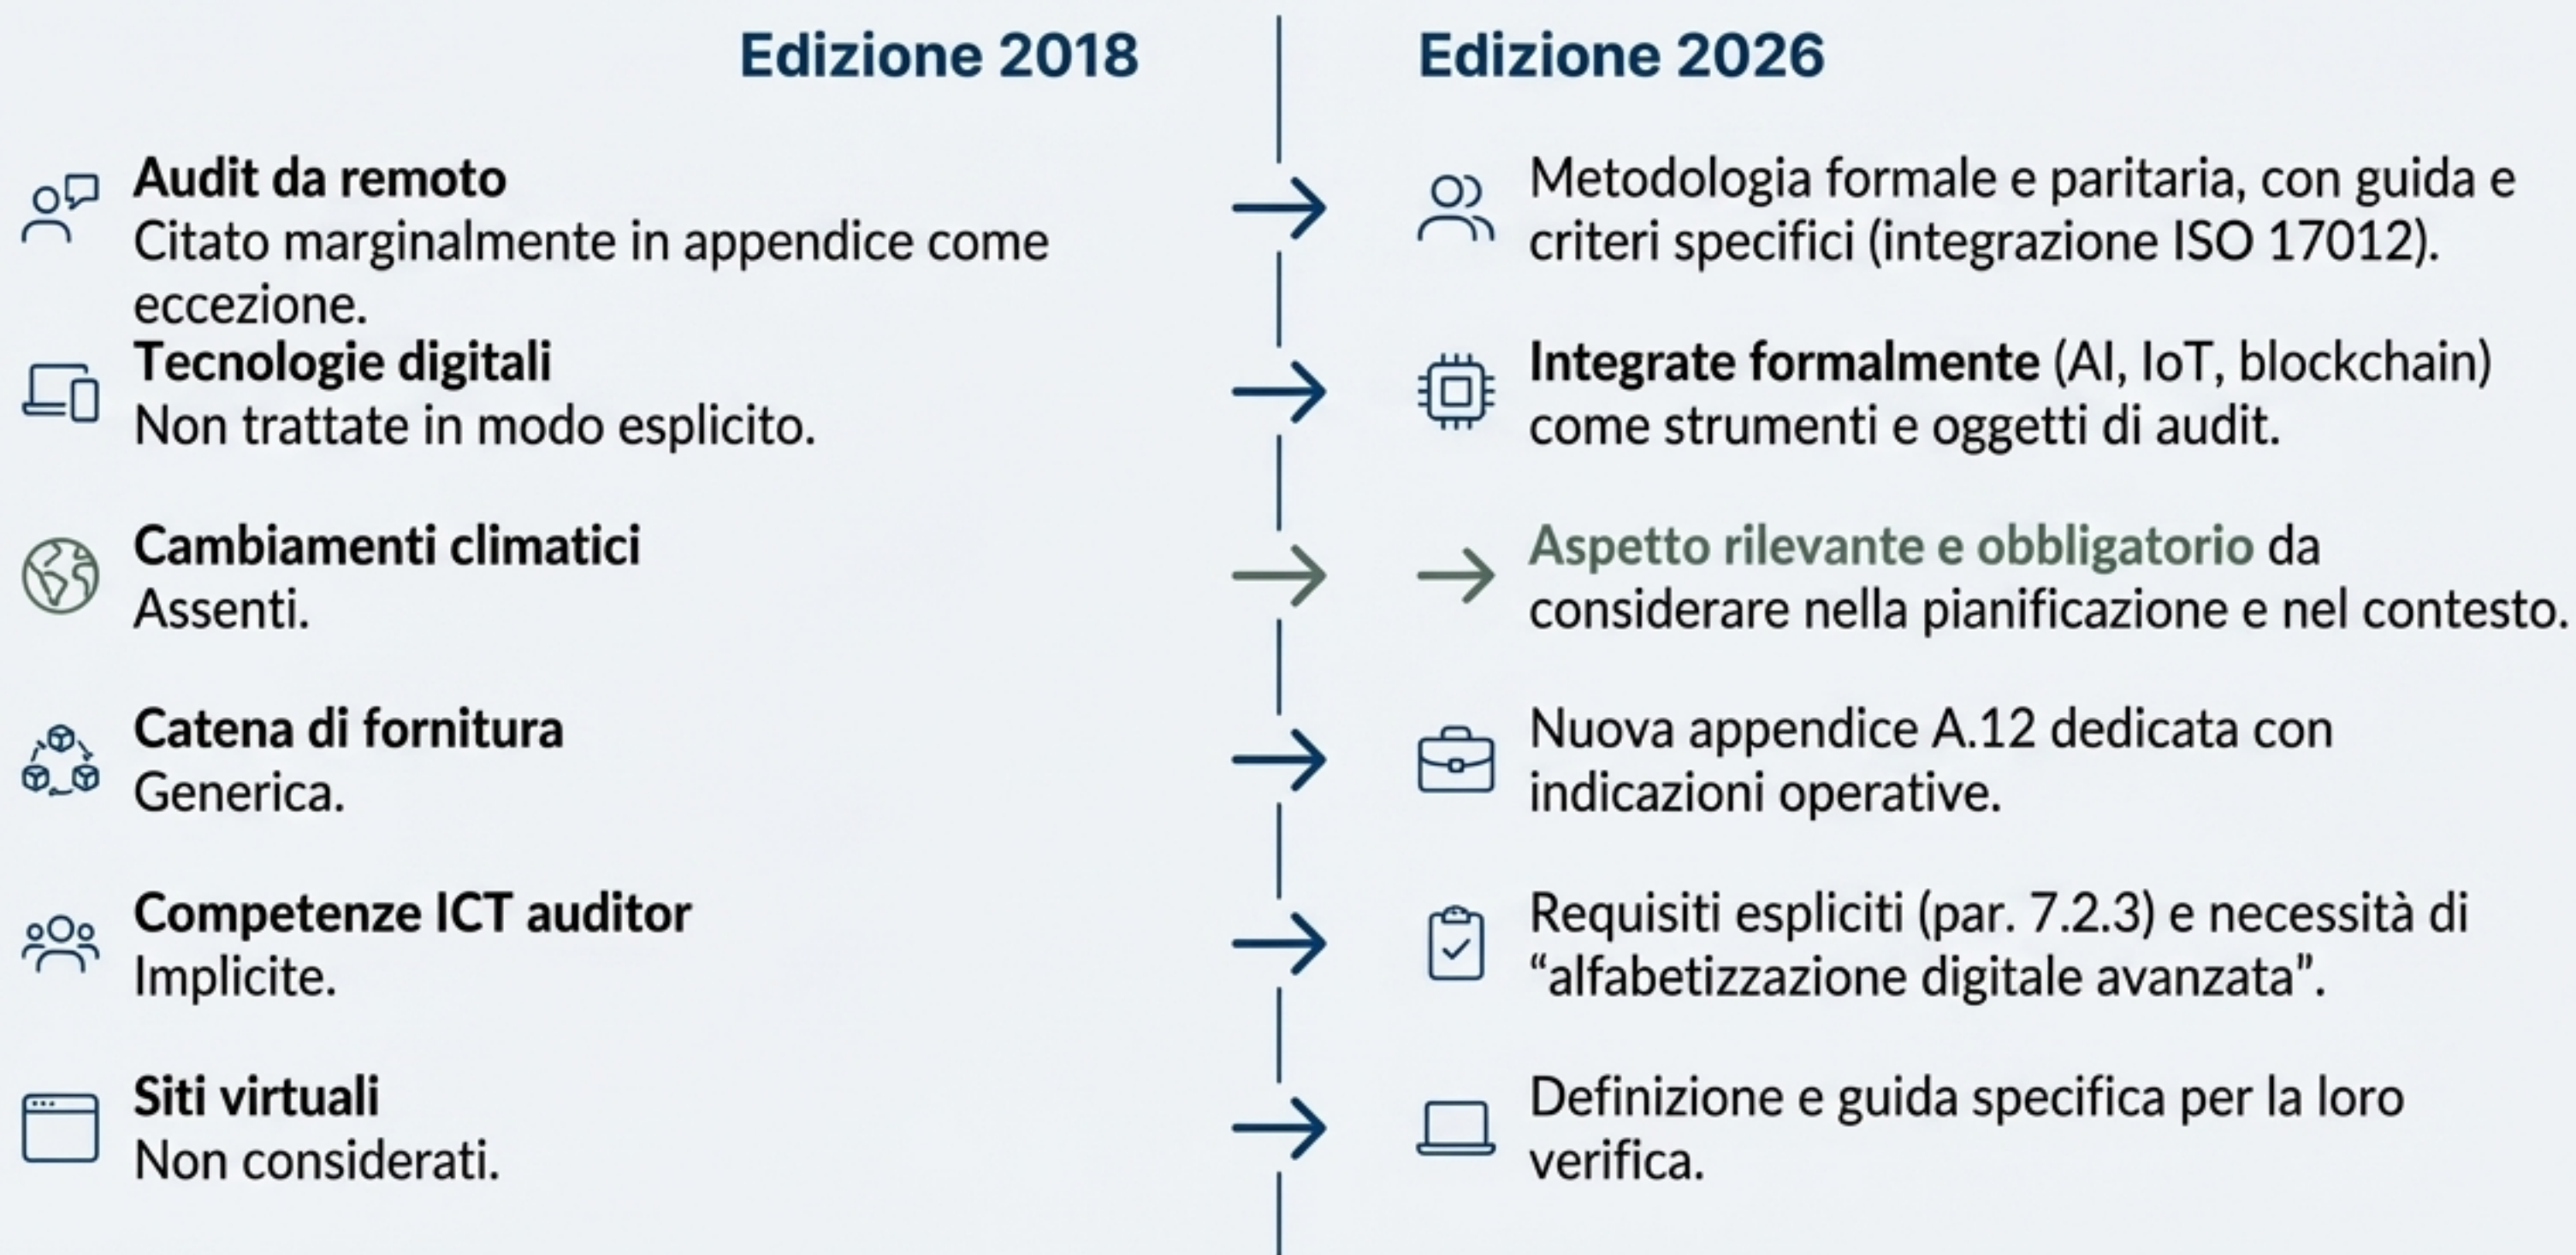 Edizione 2018
Edizione 2026
Audit da remoto
Citato marginalmente in appendice come
eccezione.
Metodologia formale e paritaria, con guida e
criteri specifici (integrazione ISO 17012).
Tecnologie digitali
Non trattate in modo esplicito.
Integrate formalmente (AI, IoT, blockchain)
come strumenti e oggetti di audit.
Cambiamenti climatici
Assenti.
Aspetto rilevante e obbligatorio da
considerare nella pianificazione e nel contesto.
Catena di fornitura
Generica.
Nuova appendice A.12 dedicata con
indicazioni operative.
Competenze ICT auditor
Implicite.
Requisiti espliciti (par. 7.2.3) e necessità di
“alfabetizzazione digitale avanzata”.
Siti virtuali
Non considerati.
Definizione e guida specifica per la loro
verifica.